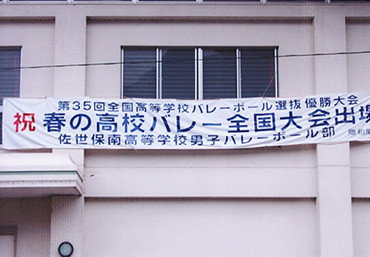 第35回全国高等学校バレーボール選抜優勝大会
祝 春の高校バレー全国大会出場
佐世保南高等学校男子バレーボール部